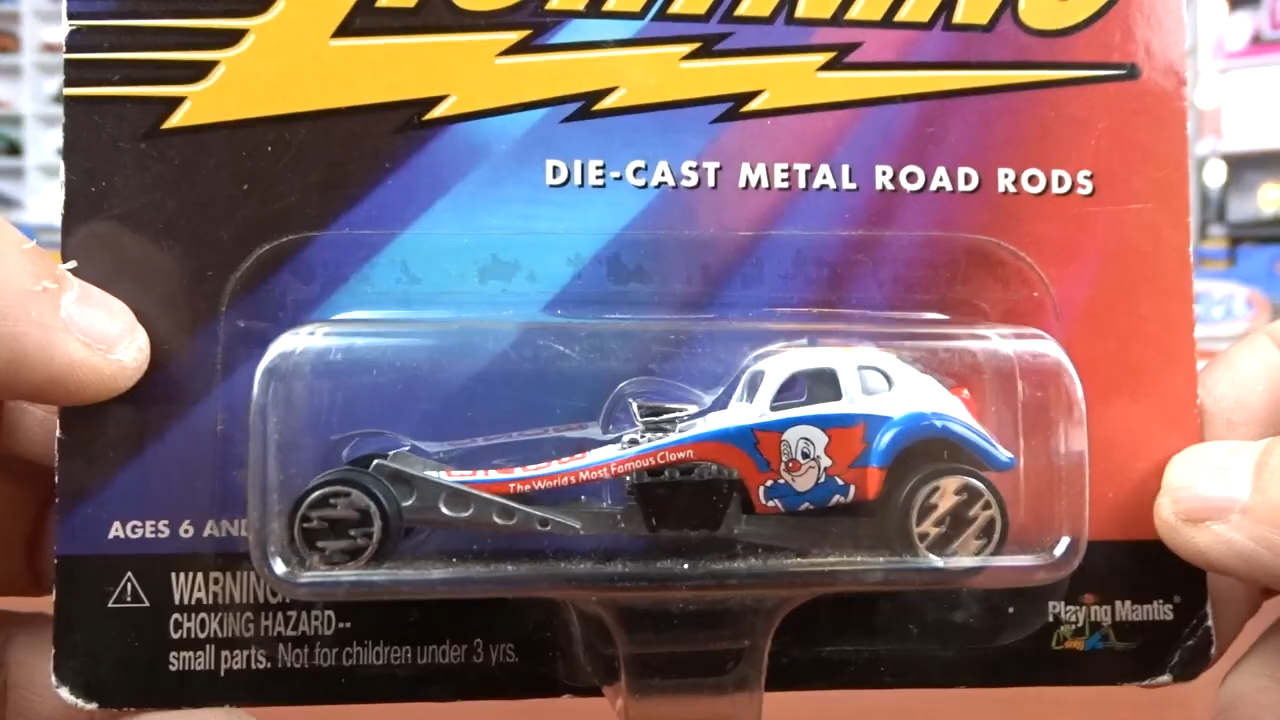 LIGHTNING
DIE-CAST METAL ROAD RODS
The World's Most Famous Clown
AGES 6 AND
WARNING:
CHOKING HAZARD--
small parts. Not for children under 3 yrs.
Playing Mantis®